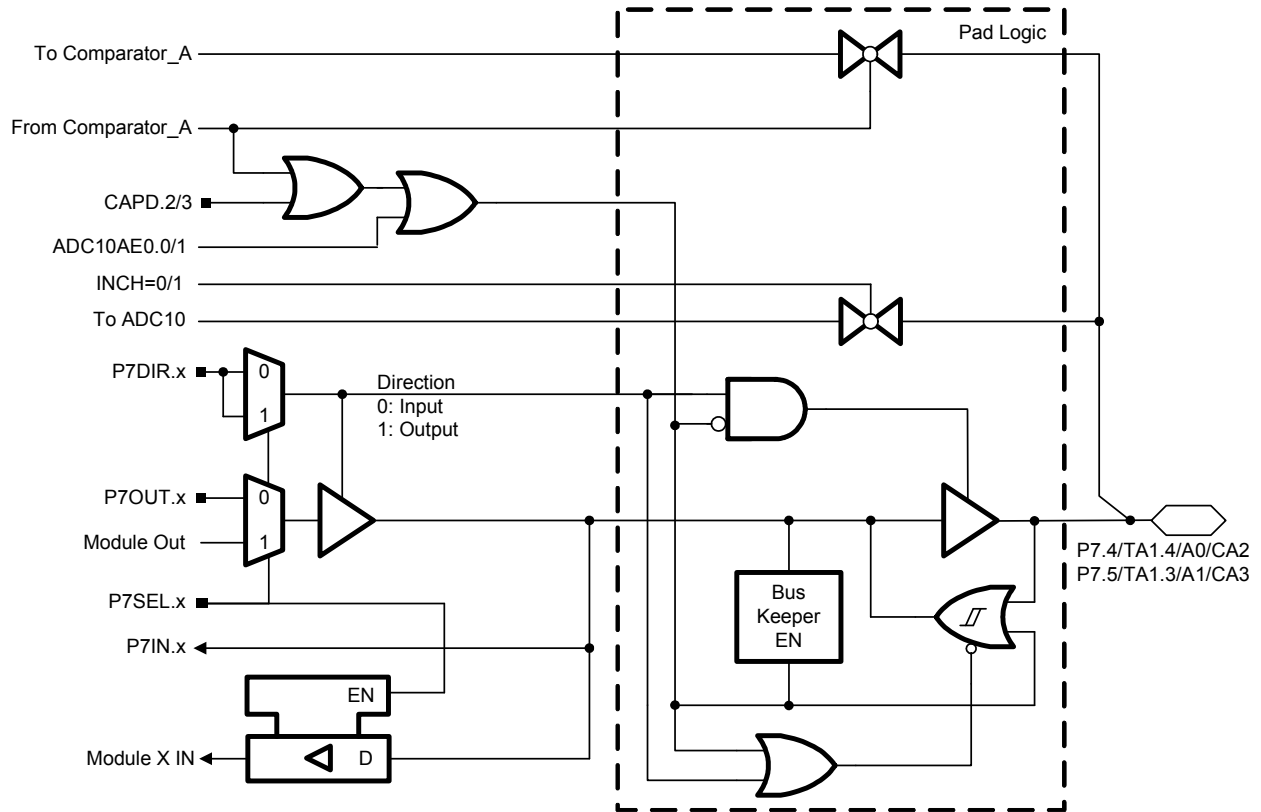 Pad Logic
To Comparator_A
From Comparator_A
CAPD.2/3
ADC10AE0.0/1
INCH=0/1
To ADC10
P7DIR.x
0
1
Direction
0: Input
1: Output
P7OUT.x
0
Module Out
1
P7.4/TA1.4/A0/CA2
P7.5/TA1.3/A1/CA3
P7SEL.x
Bus
Keeper
EN
P7IN.x
EN
Module X IN
D